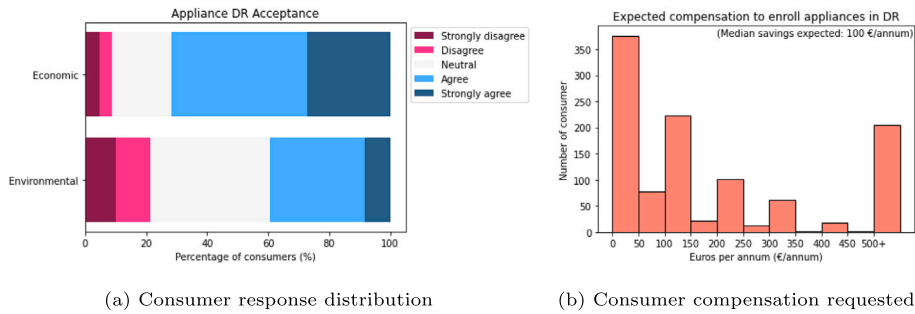 Appliance DR Acceptance
Economic
Environmental
0 20 40 60 80 100
Percentage of consumers (%)
Strongly disagree
Disagree
Neutral
Agree
Strongly agree
(a) Consumer response distribution
Expected compensation to enroll appliances in DR
(Median savings expected: 100 €/annum)
Number of consumer
350
300
250
200
150
100
50
0
0 50 100 150 200 250 300 350 400 450 500+
Euros per annum (€/annum)
(b) Consumer compensation requested